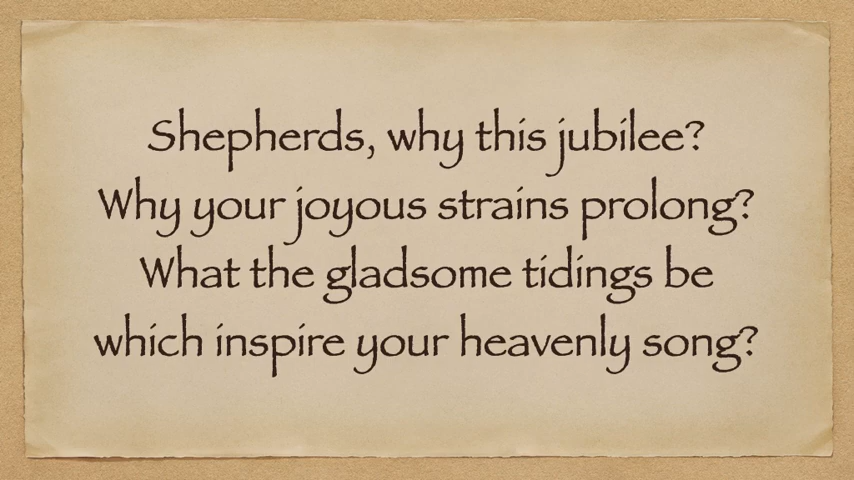 Shepherds, why this jubilee?
Why your joyous strains prolong?
What the gladsome tidings be
which inspire your heavenly song?